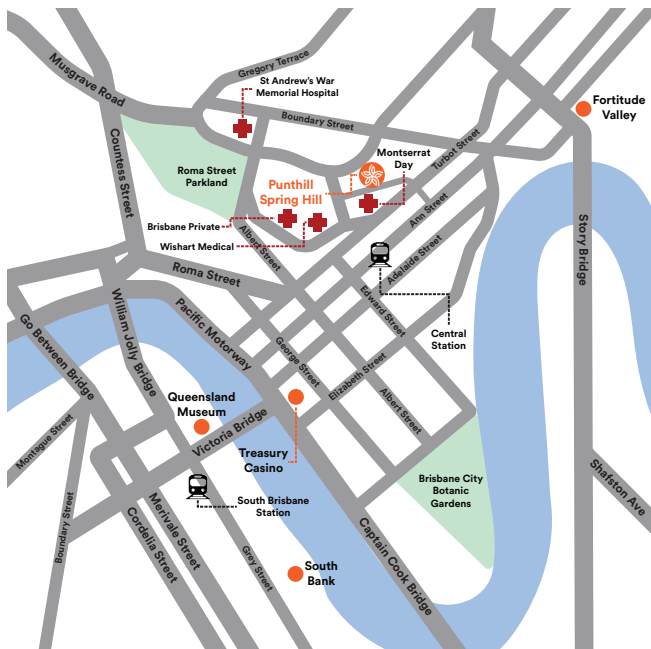 Musgrave Road
Gregory Terrace
St Andrew's War
Memorial Hospital
Boundary Street
Fortitude
Valley
Countess Street
Roma Street
Parkland
Punthill
Spring Hill
Montserrat
Day
Turbot Street
Ann Street
Brisbane Private
Wishart Medical
Albert Street
Adelaide Street
Story Bridge
Roma Street
Edward Street
Central
Station
Go Between Bridge
William Jolly Bridge
Pacific Motorway
George Street
Elizabeth Street
Albert Street
Queensland
Museum
Victoria Bridge
Treasury
Casino
Montague Street
Brisbane City
Botanic
Gardens
Shafston Ave
South Brisbane
Station
Boundary Street
Merivale Street
Cordelia Street
Grey Street
Captain Cook Bridge
South
Bank